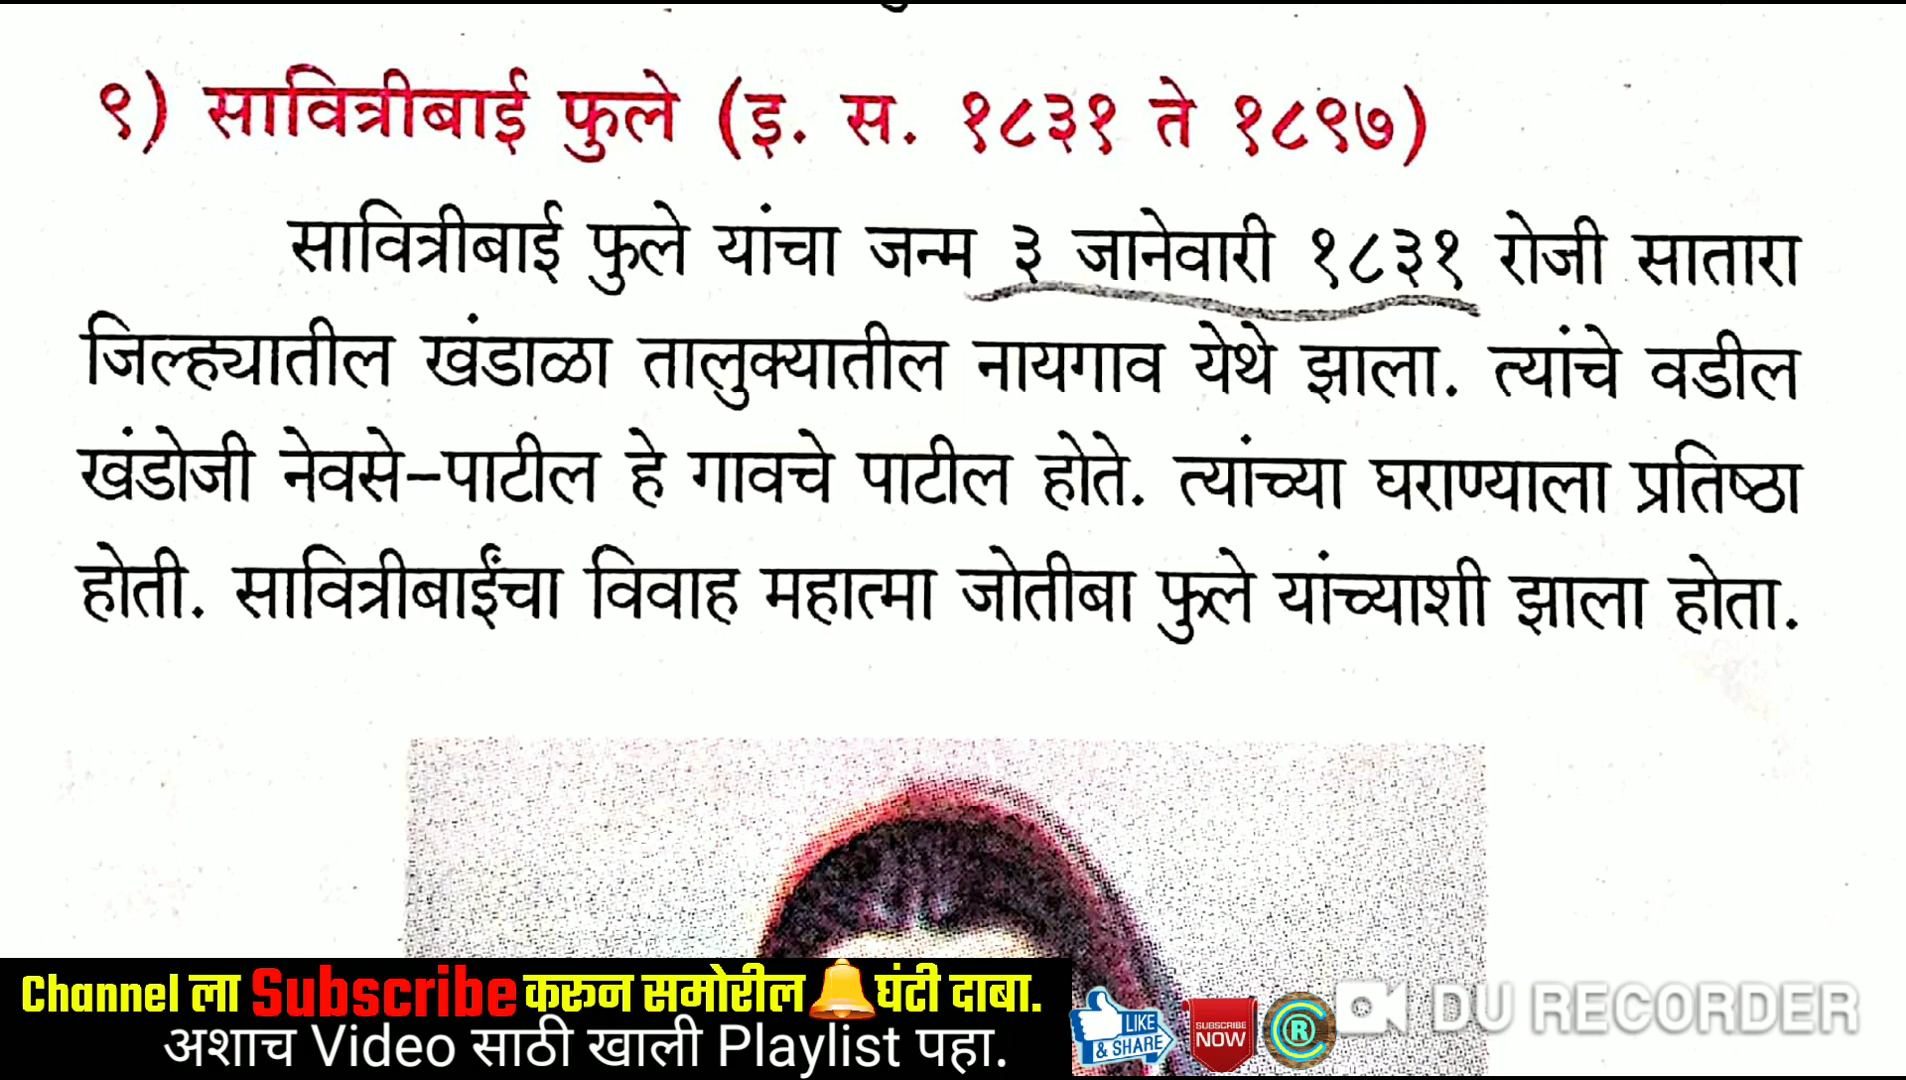 ९) सावित्रीबाई फुले (इ. स. १८३१ ते १८९७)
सावित्रीबाई फुले यांचा जन्म ३ जानेवारी १८३१ रोजी सातारा
जिल्ह्यातील खंडाळा तालुक्यातील नायगाव येथे झाला. त्यांचे वडील
खंडोजी नेवसे-पाटील हे गावचे पाटील होते. त्यांच्या घराण्याला प्रतिष्ठा
होती. सावित्रीबाईंचा विवाह महात्मा जोतीबा फुले यांच्याशी झाला होता.
Channel ला Subscribe करून समोरील 🔔 घंटी दाबा.
अशाच Video साठी खाली Playlist पहा.
LIKE
& SHARE
SUBSCRIBE
NOW
C R
DU RECORDER